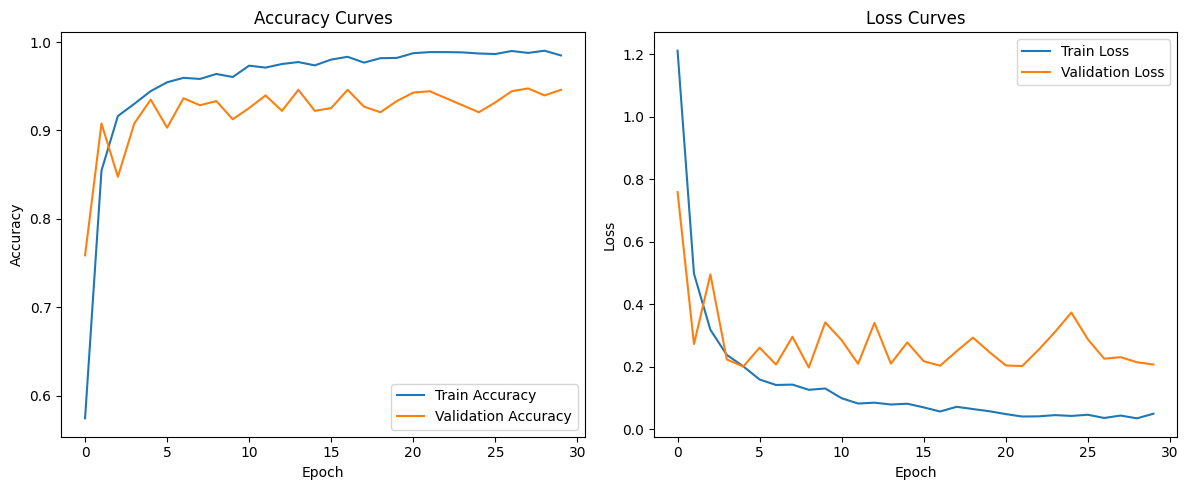 Accuracy Curves
1.0
0.9
0.8
0.7
0.6
Accuracy
0 5 10 15 20 25 30
Epoch
Train Accuracy
Validation Accuracy
Loss Curves
1.2
1.0
0.8
0.6
0.4
0.2
0.0
Loss
0 5 10 15 20 25 30
Epoch
Train Loss
Validation Loss